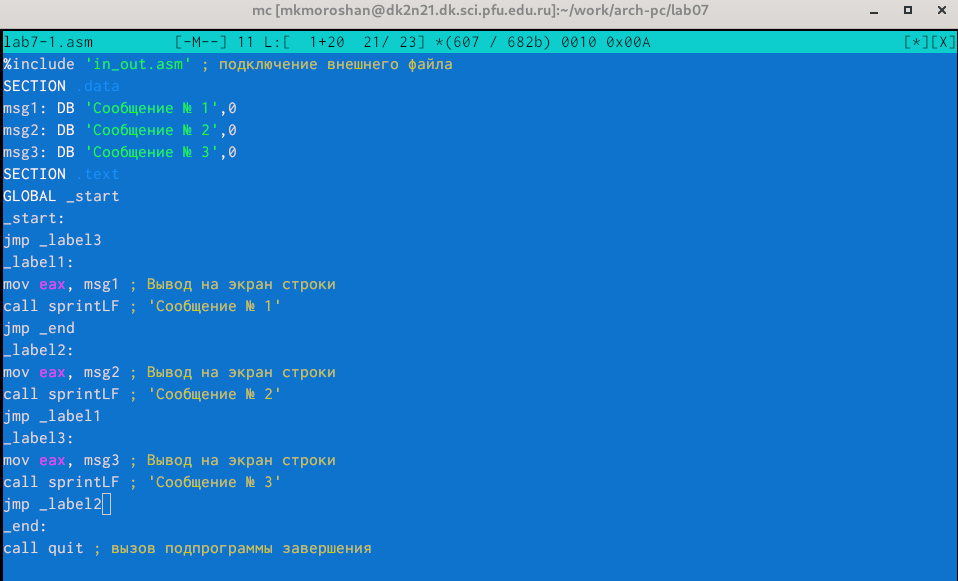 mc [mkmoroshan@dk2n21.dk.sci.pfu.edu.ru]:~/work/arch-pc/lab07
lab7-1.asm [-M--] 11 L:[ 1+20 21/ 23] *(607 / 682b) 0010 0x00A [*][X]
%include 'in_out.asm' ; подключение внешнего файла
SECTION .data
msg1: DB 'Сообщение № 1',0
msg2: DB 'Сообщение № 2',0
msg3: DB 'Сообщение № 3',0
SECTION .text
GLOBAL _start
_start:
jmp _label3
_label1:
mov eax, msg1 ; Вывод на экран строки
call sprintLF ; 'Сообщение № 1'
jmp _end
_label2:
mov eax, msg2 ; Вывод на экран строки
call sprintLF ; 'Сообщение № 2'
jmp _label1
_label3:
mov eax, msg3 ; Вывод на экран строки
call sprintLF ; 'Сообщение № 3'
jmp _label2
_end:
call quit ; вызов подпрограммы завершения